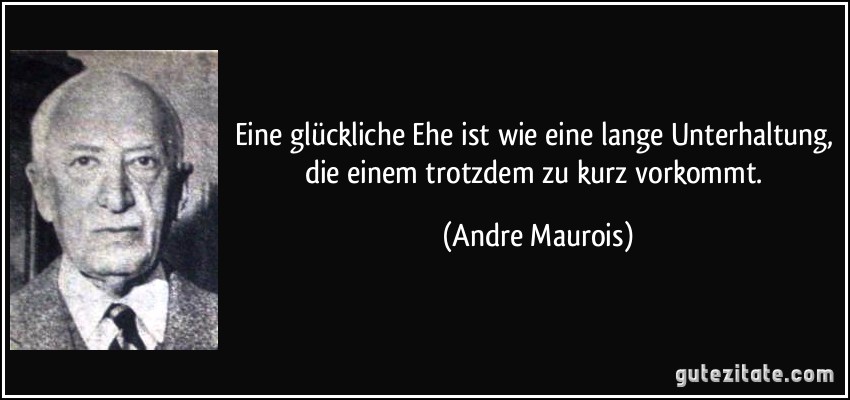 Eine glückliche Ehe ist wie eine lange Unterhaltung,
die einem trotzdem zu kurz vorkommt.
(Andre Maurois)
gutezitate.com